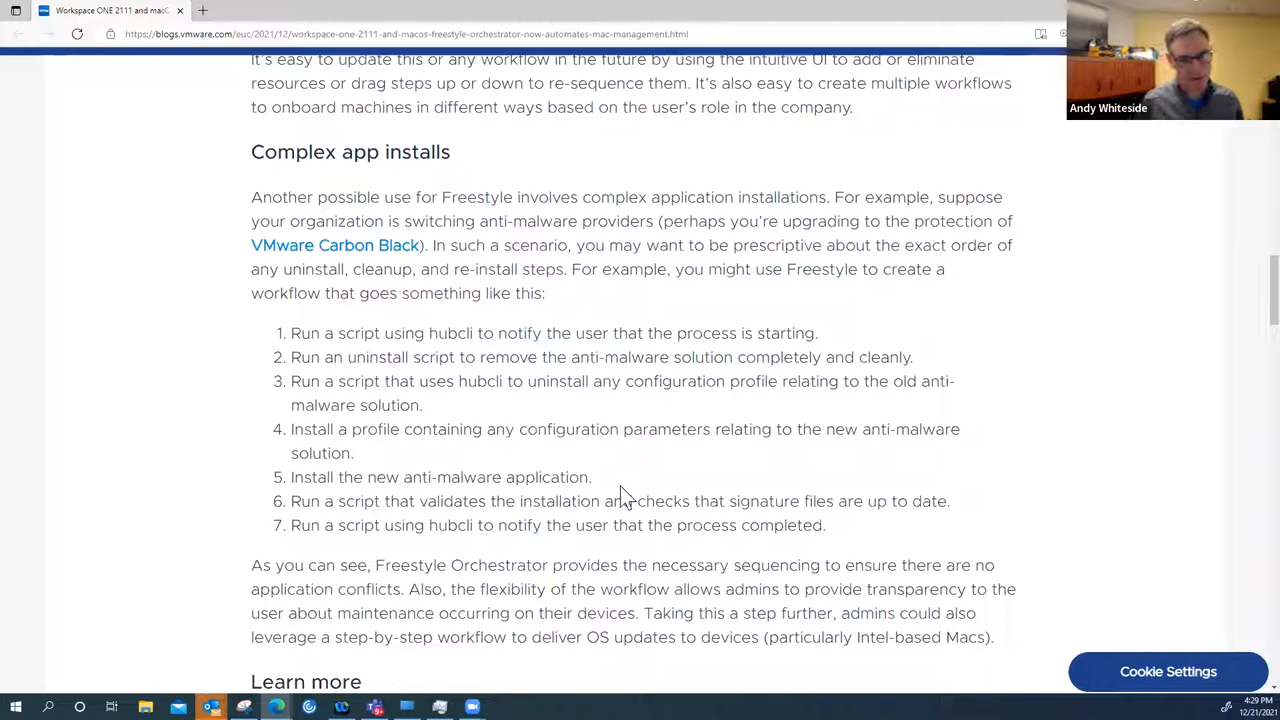 Workspace ONE 2111 and mac
https://blogs.vmware.com/euc/2021/12/workspace-one-2111-and-macos-freestyle-orchestrator-now-automates-mac-management.html
Andy Whiteside
It's easy to update this or any workflow in the future by using the intuitive UI to add or eliminate
resources or drag steps up or down to re-sequence them. It's also easy to create multiple workflows
to onboard machines in different ways based on the user's role in the company.
Complex app installs
Another possible use for Freestyle involves complex application installations. For example, suppose
your organization is switching anti-malware providers (perhaps you're upgrading to the protection of
VMware Carbon Black). In such a scenario, you may want to be prescriptive about the exact order of
any uninstall, cleanup, and re-install steps. For example, you might use Freestyle to create a
workflow that goes something like this:
1. Run a script using hubcli to notify the user that the process is starting.
2. Run an uninstall script to remove the anti-malware solution completely and cleanly.
3. Run a script that uses hubcli to uninstall any configuration profile relating to the old anti-
malware solution.
4. Install a profile containing any configuration parameters relating to the new anti-malware
solution.
5. Install the new anti-malware application.
6. Run a script that validates the installation and checks that signature files are up to date.
7. Run a script using hubcli to notify the user that the process completed.
As you can see, Freestyle Orchestrator provides the necessary sequencing to ensure there are no
application conflicts. Also, the flexibility of the workflow allows admins to provide transparency to the
user about maintenance occurring on their devices. Taking this a step further, admins could also
leverage a step-by-step workflow to deliver OS updates to devices (particularly Intel-based Macs).
Learn more
Cookie Settings
4:29 PM
12/21/2021